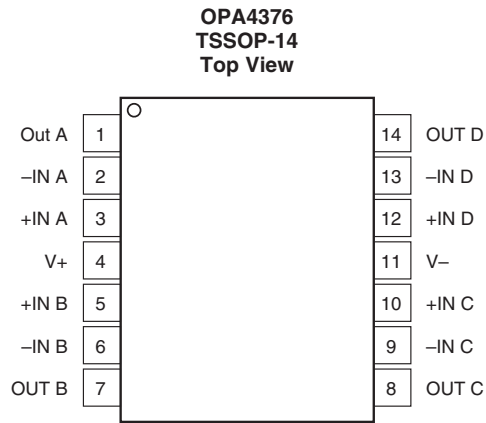 OPA4376
TSSOP-14
Top View
Out A 1 14 OUT D
–IN A 2 13 –IN D
+IN A 3 12 +IN D
V+ 4 11 V–
+IN B 5 10 +IN C
–IN B 6 9 –IN C
OUT B 7 8 OUT C